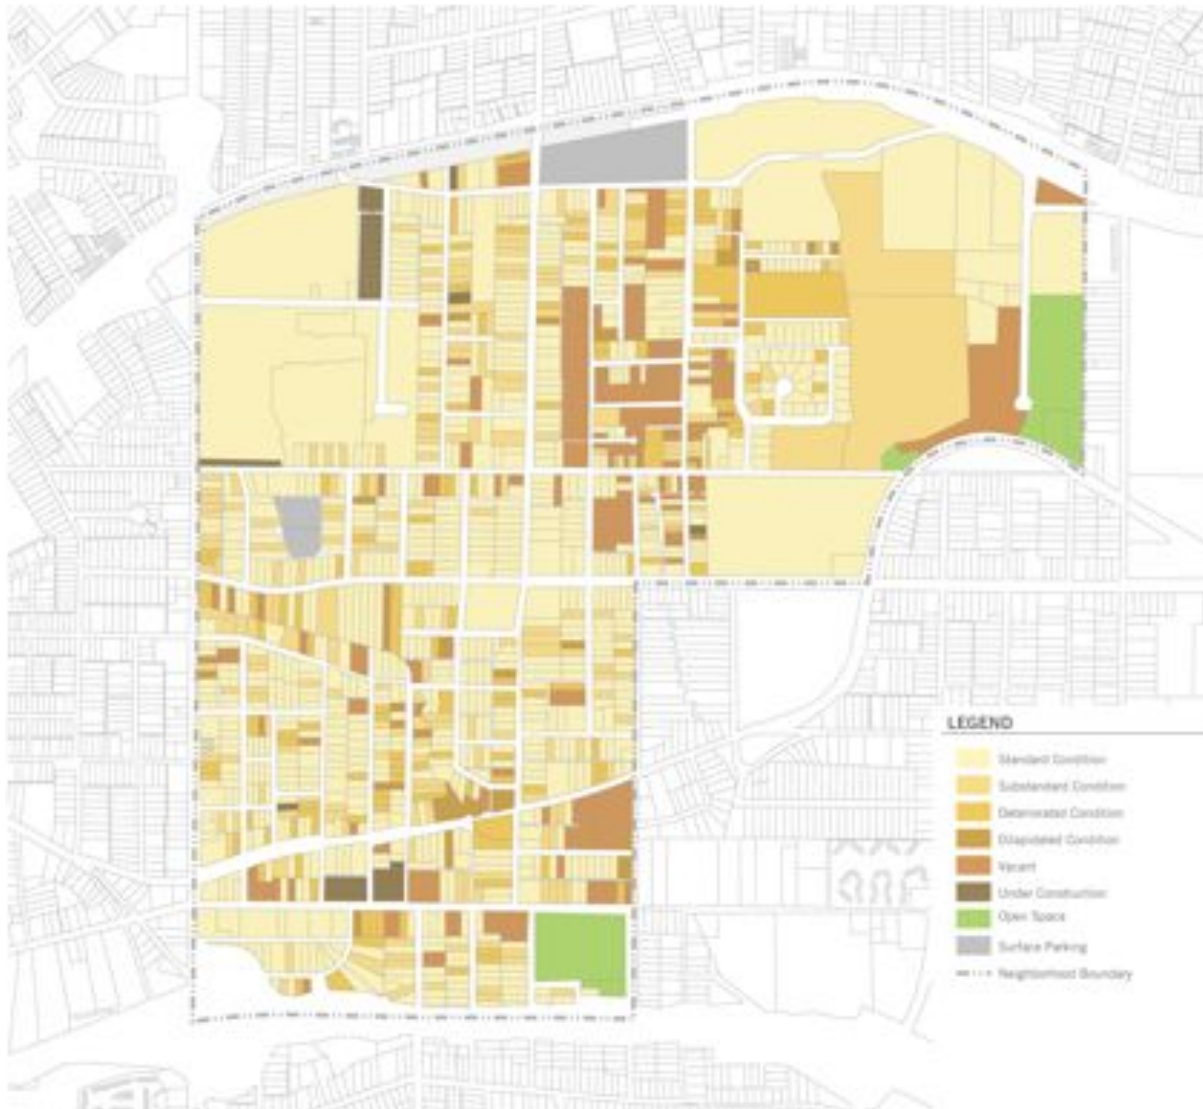 LEGEND
Standard Condition
Substandard Condition
Deteriorated Condition
Dilapidated Condition
Vacant
Under Construction
Open Space
Surface Parking
Neighborhood Boundary